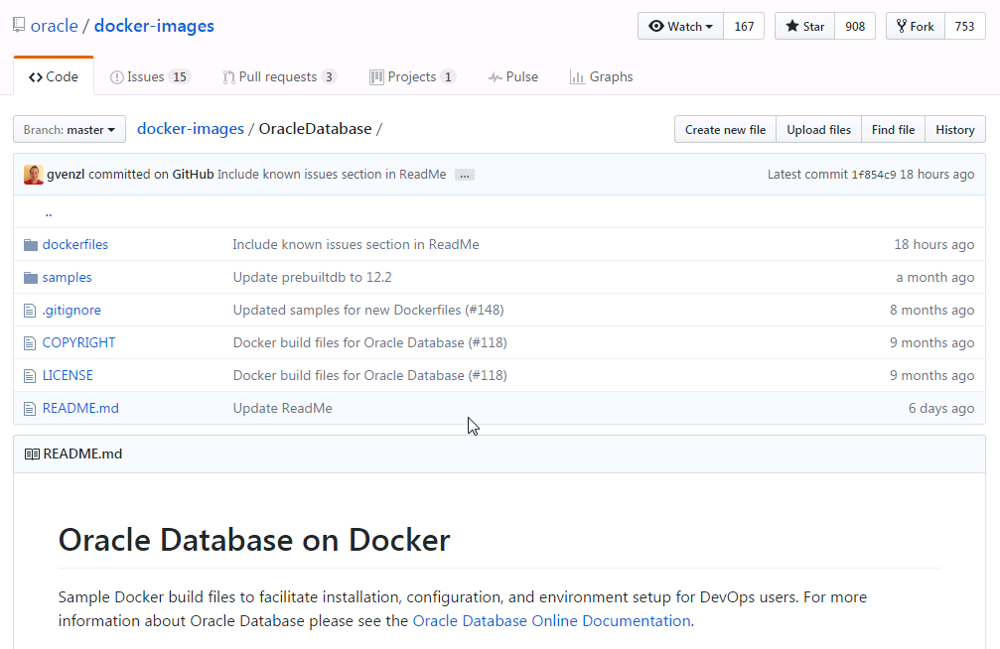 oracle / docker-images Watch 167 Star 908 Fork 753
Code Issues 15 Pull requests 3 Projects 1 Pulse Graphs
Branch: master docker-images / OracleDatabase / Create new file Upload files Find file History
gvenzl committed on GitHub Include known issues section in ReadMe … Latest commit 1f854c9 18 hours ago
..
dockerfiles Include known issues section in ReadMe 18 hours ago
samples Update prebuiltdb to 12.2 a month ago
.gitignore Updated samples for new Dockerfiles (#148) 8 months ago
COPYRIGHT Docker build files for Oracle Database (#118) 9 months ago
LICENSE Docker build files for Oracle Database (#118) 9 months ago
README.md Update ReadMe 6 days ago
README.md
Oracle Database on Docker
Sample Docker build files to facilitate installation, configuration, and environment setup for DevOps users. For more
information about Oracle Database please see the Oracle Database Online Documentation.